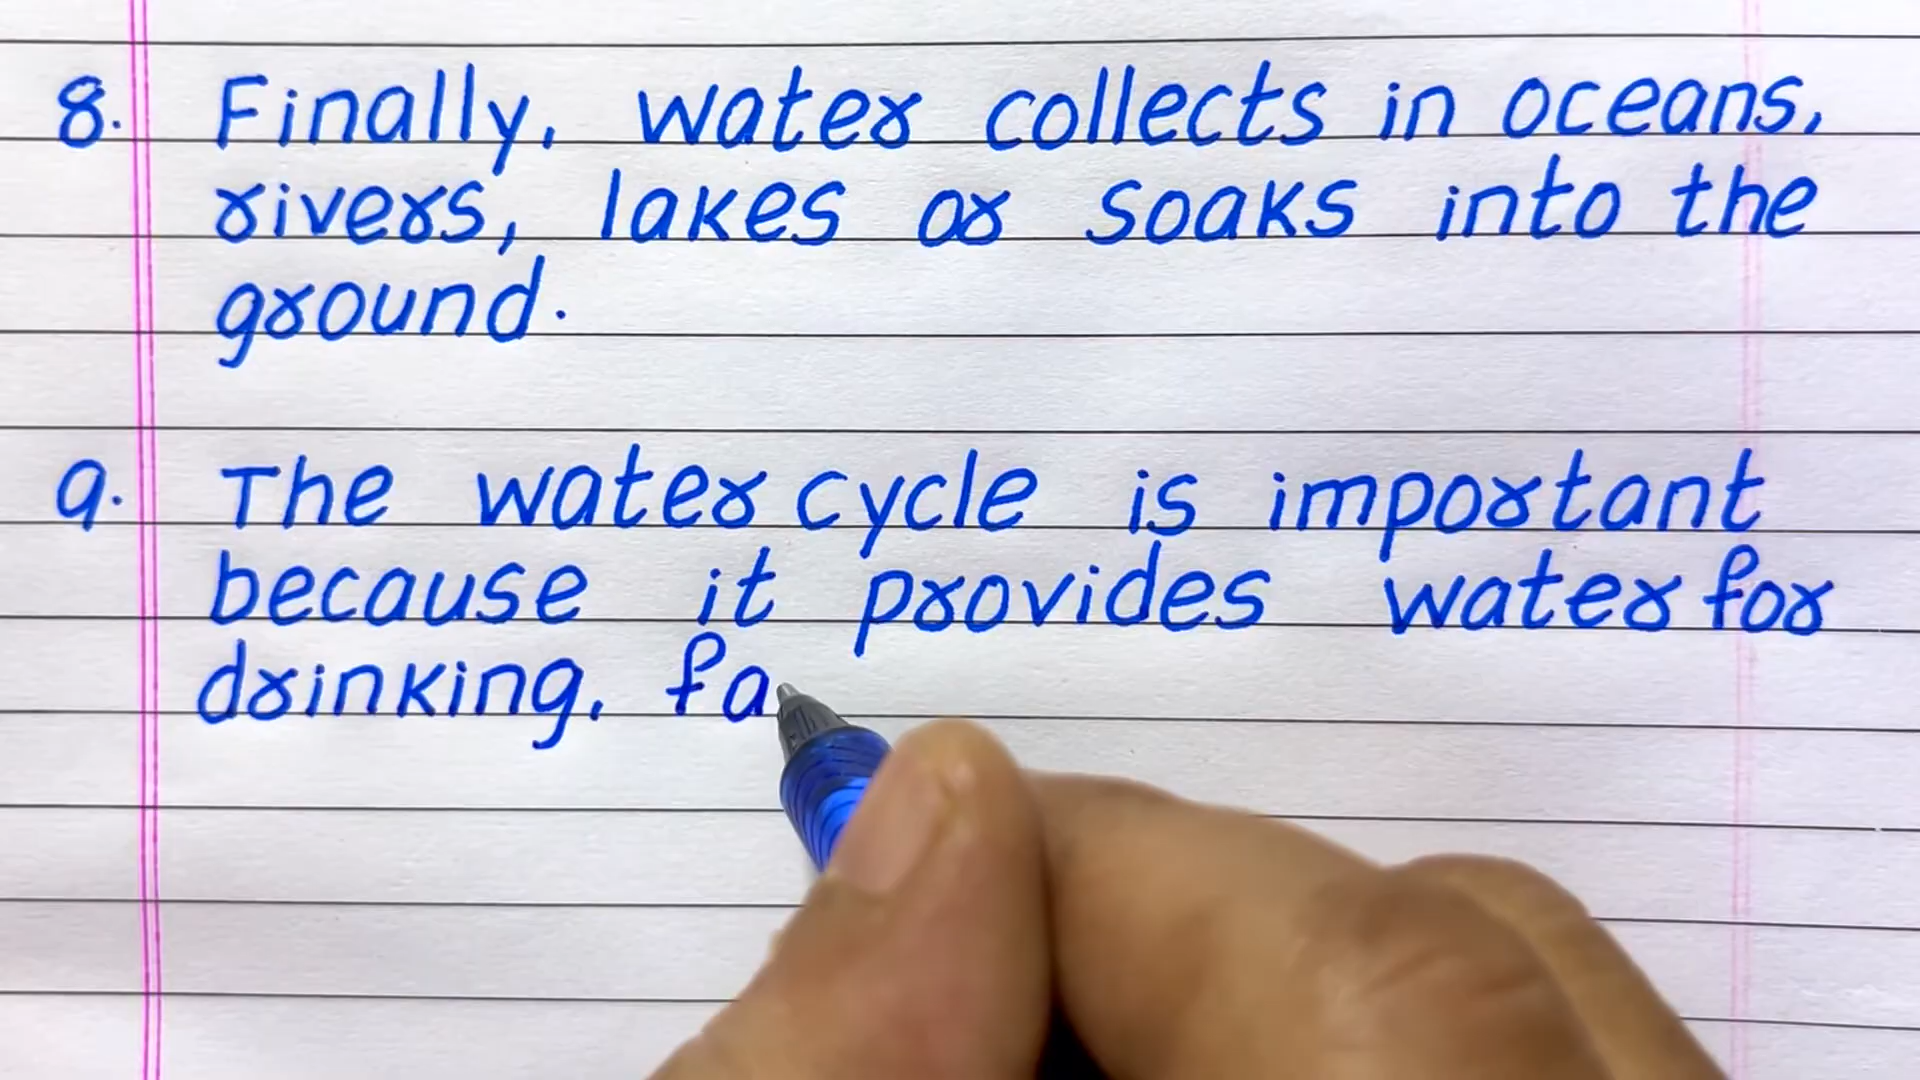 8. Finally, water collects in oceans,
rivers, lakes or soaks into the
ground.
9. The water cycle is important
because it provides water for
drinking, fa